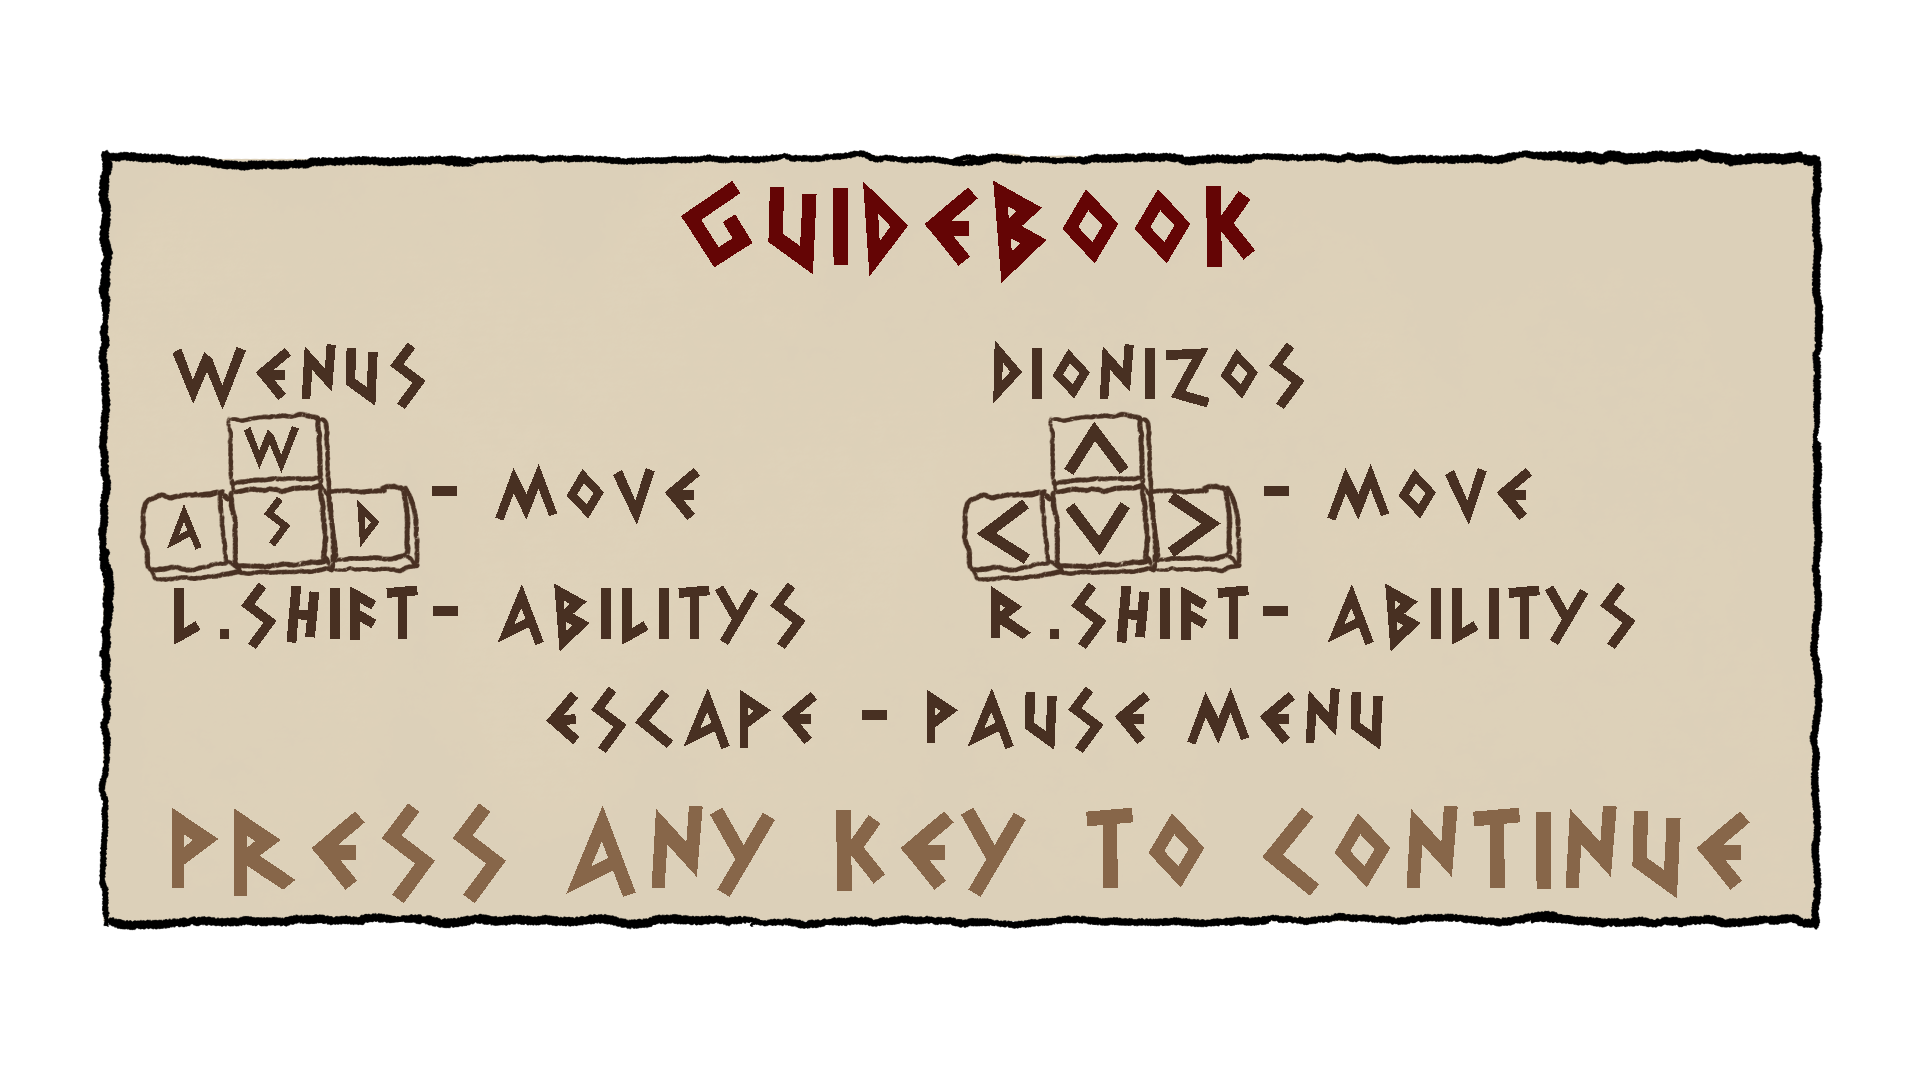 GUIDEBOOK
WENUS
W
A S D - MOVE
L.SHIFT- ABILITYS
DIONIZOS
^
< v > - MOVE
R.SHIFT- ABILITYS
ESCAPE - PAUSE MENU
PRESS ANY KEY TO CONTINUE